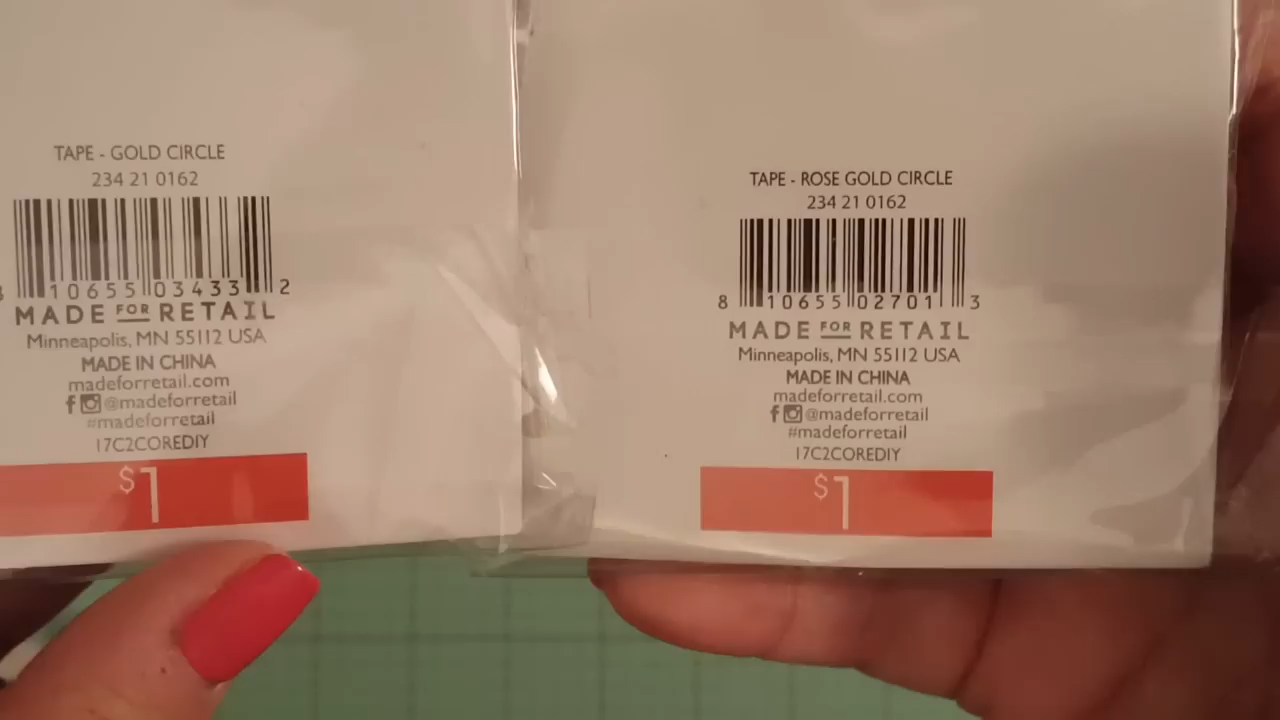 TAPE - GOLD CIRCLE
234 21 0162
10655 03433 2
MADE FOR RETAIL
Minneapolis, MN 55112 USA
MADE IN CHINA
madeforretail.com
@madeforretail
#madeforretail
17C2COREDIY
$1
TAPE - ROSE GOLD CIRCLE
234 21 0162
8 10655 02701 3
MADE FOR RETAIL
Minneapolis, MN 55112 USA
MADE IN CHINA
madeforretail.com
f @madeforretail
#madeforretail
17C2COREDIY
$1